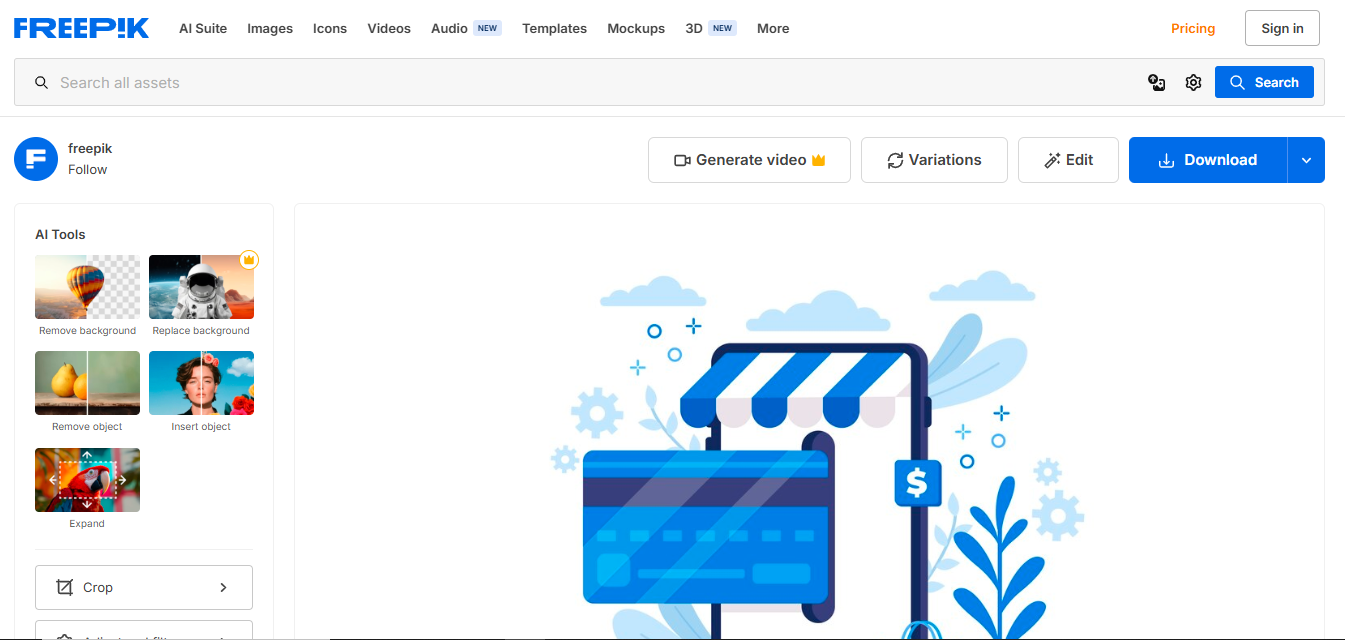 FREEPIK AI Suite Images Icons Videos Audio NEW Templates Mockups 3D NEW More Pricing Sign in
Search all assets Search
freepik
Follow
Generate video Variations Edit Download
AI Tools
Remove background Replace background
Remove object Insert object
Expand
Crop
$